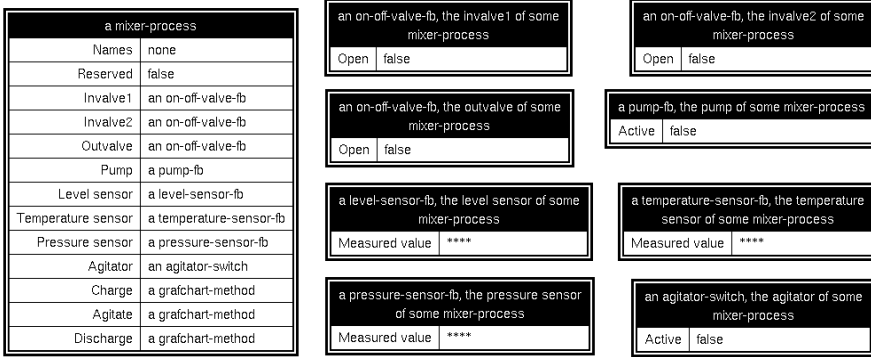 a mixer-process
Names none
Reserved false
Invalve1 an on-off-valve-fb
Invalve2 an on-off-valve-fb
Outvalve an on-off-valve-fb
Pump a pump-fb
Level sensor a level-sensor-fb
Temperature sensor a temperature-sensor-fb
Pressure sensor a pressure-sensor-fb
Agitator an agitator-switch
Charge a grafchart-method
Agitate a grafchart-method
Discharge a grafchart-method
an on-off-valve-fb, the invalve1 of some
mixer-process
Open false
an on-off-valve-fb, the invalve2 of some
mixer-process
Open false
an on-off-valve-fb, the outvalve of some
mixer-process
Open false
a pump-fb, the pump of some mixer-process
Active false
a level-sensor-fb, the level sensor of some
mixer-process
Measured value ****
a temperature-sensor-fb, the temperature
sensor of some mixer-process
Measured value ****
a pressure-sensor-fb, the pressure sensor
of some mixer-process
Measured value ****
an agitator-switch, the agitator of some
mixer-process
Active false